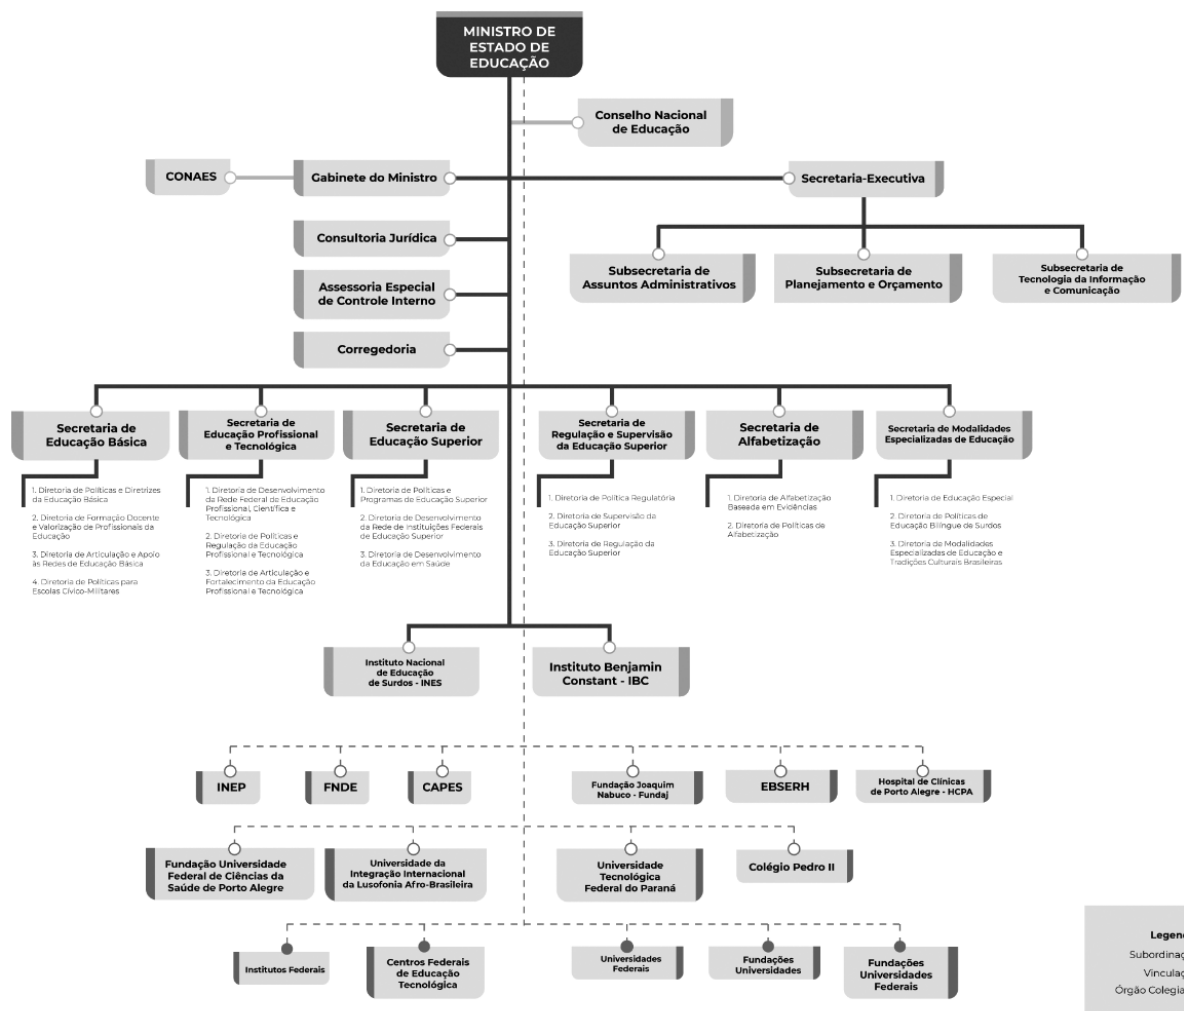 MINISTRO DE
ESTADO DE
EDUCAÇÃO
Conselho Nacional
de Educação
CONAES
Gabinete do Ministro
Secretaria-Executiva
Consultoria Jurídica
Subsecretaria de
Assuntos Administrativos
Subsecretaria de
Planejamento e Orçamento
Subsecretaria de
Tecnologia da Informação
e Comunicação
Assessoria Especial
de Controle Interno
Corregedoria
Secretaria de
Educação Básica
1. Diretoria de Políticas e Diretrizes
da Educação Básica
2. Diretoria de Formação Docente
e Valorização de Profissionais da
Educação
3. Diretoria de Articulação e Apoio
às Redes de Educação Básica
4. Diretoria de Políticas para
Escolas Cívico-Militares
Secretaria de
Educação Profissional
e Tecnológica
1. Diretoria de Desenvolvimento
da Rede Federal de Educação
Profissional, Científica e
Tecnológica
2. Diretoria de Políticas e
Regulação da Educação
Profissional e Tecnológica
3. Diretoria de Articulação e
Fortalecimento da Educação
Profissional e Tecnológica
Secretaria de
Educação Superior
1. Diretoria de Políticas e
Programas de Educação Superior
2. Diretoria de Desenvolvimento
da Rede de Instituições Federais
de Educação Superior
3. Diretoria de Desenvolvimento
da Educação em Saúde
Secretaria de
Regulação e Supervisão
da Educação Superior
1. Diretoria de Política Regulatória
2. Diretoria de Supervisão da
Educação Superior
3. Diretoria de Regulação da
Educação Superior
Secretaria de
Alfabetização
1. Diretoria de Alfabetização
Baseada em Evidências
2. Diretoria de Políticas de
Alfabetização
Secretaria de Modalidades
Especializadas de Educação
1. Diretoria de Educação Especial
2. Diretoria de Políticas de
Educação Bilíngue de Surdos
3. Diretoria de Modalidades
Especializadas de Educação e
Tradições Culturais Brasileiras
Instituto Nacional
de Educação
de Surdos - INES
Instituto Benjamin
Constant - IBC
INEP
FNDE
CAPES
Fundação Joaquim
Nabuco - Fundaj
EBSERH
Hospital de Clínicas
de Porto Alegre - HCPA
Fundação Universidade
Federal de Ciências da
Saúde de Porto Alegre
Universidade da
Integração Internacional
da Lusofonia Afro-Brasileira
Universidade
Tecnológica
Federal do Paraná
Colégio Pedro II
Institutos Federais
Centros Federais
de Educação
Tecnológica
Universidades
Federais
Fundações
Universidades
Fundações
Universidades
Federais
Legen
Subordinaç
Vinculaç
Órgão Colegia